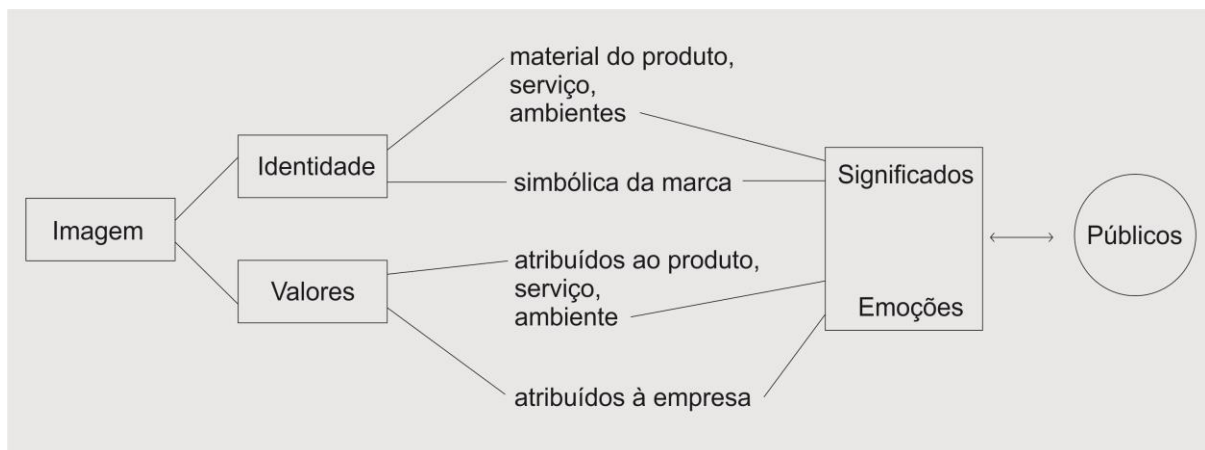 Imagem
Identidade
Valores
material do produto,
serviço,
ambientes
simbólica da marca
atribuídos ao produto,
serviço,
ambiente
atribuídos à empresa
Significados
Emoções
Públicos